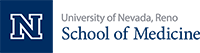 N
University of Nevada, Reno
School of Medicine